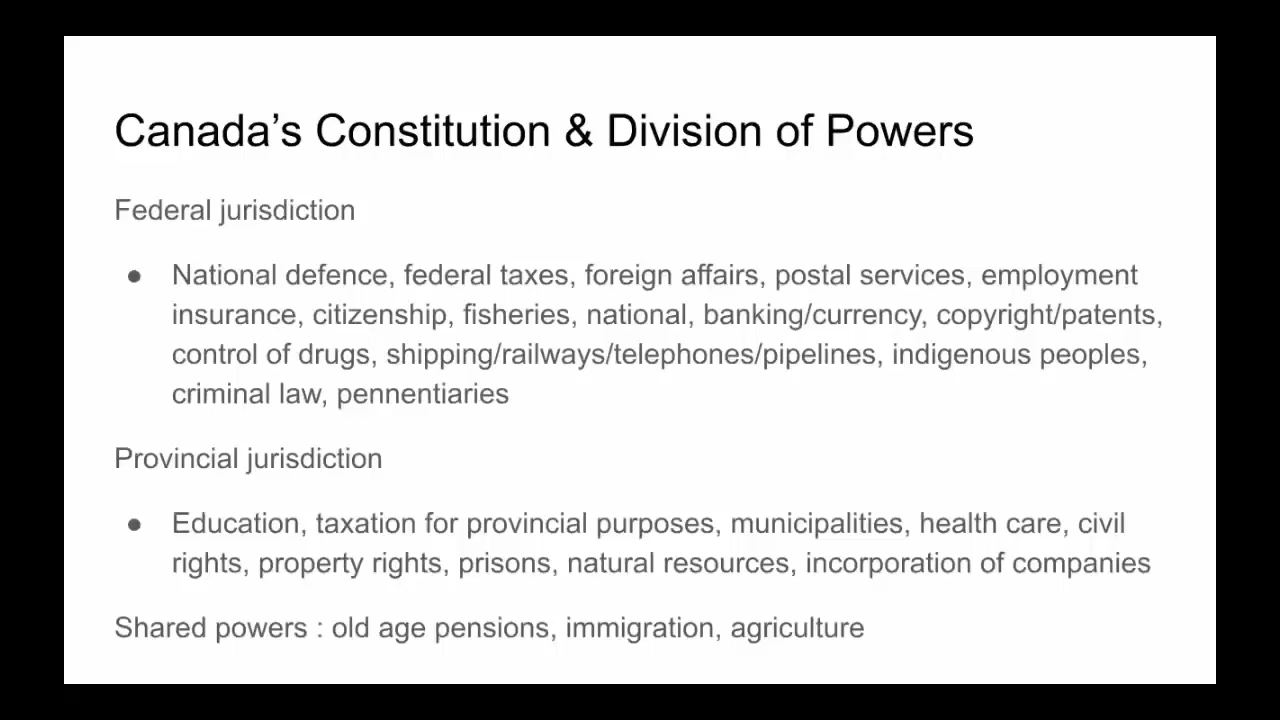 Canada’s Constitution & Division of Powers
Federal jurisdiction
● National defence, federal taxes, foreign affairs, postal services, employment
insurance, citizenship, fisheries, national, banking/currency, copyright/patents,
control of drugs, shipping/railways/telephones/pipelines, indigenous peoples,
criminal law, pennentiaries
Provincial jurisdiction
● Education, taxation for provincial purposes, municipalities, health care, civil
rights, property rights, prisons, natural resources, incorporation of companies
Shared powers : old age pensions, immigration, agriculture